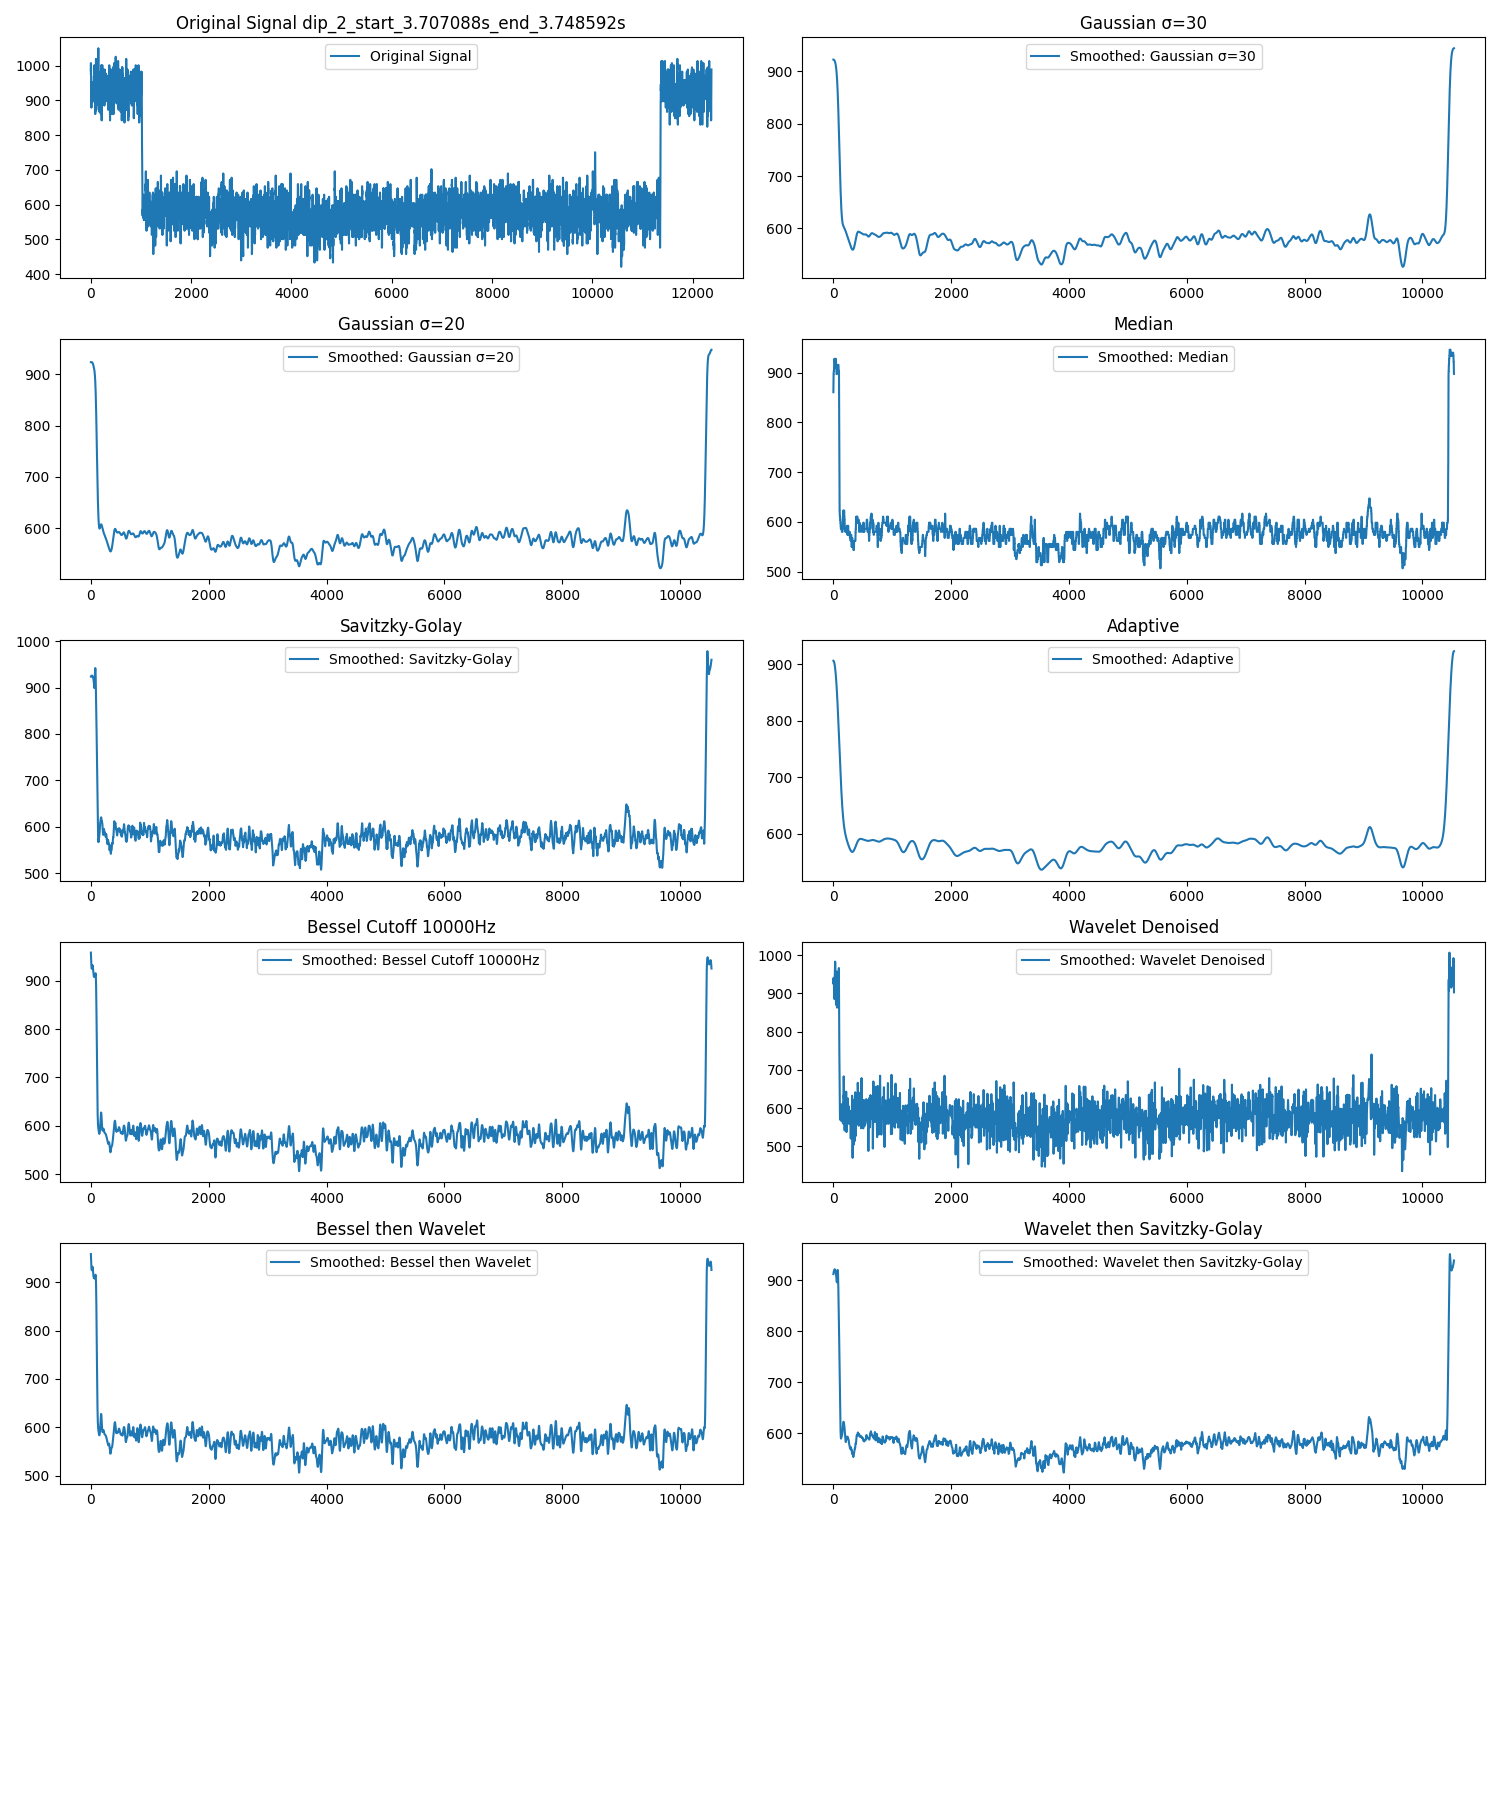 Original Signal dip_2_start_3.707088s_end_3.748592s
Original Signal
1000
900
800
700
600
500
400
0 2000 4000 6000 8000 10000 12000
Gaussian σ=30
Smoothed: Gaussian σ=30
900
800
700
600
0 2000 4000 6000 8000 10000
Gaussian σ=20
Smoothed: Gaussian σ=20
900
800
700
600
0 2000 4000 6000 8000 10000
Median
Smoothed: Median
900
800
700
600
500
0 2000 4000 6000 8000 10000
Savitzky-Golay
Smoothed: Savitzky-Golay
1000
900
800
700
600
500
0 2000 4000 6000 8000 10000
Adaptive
Smoothed: Adaptive
900
800
700
600
0 2000 4000 6000 8000 10000
Bessel Cutoff 10000Hz
Smoothed: Bessel Cutoff 10000Hz
900
800
700
600
500
0 2000 4000 6000 8000 10000
Wavelet Denoised
Smoothed: Wavelet Denoised
1000
900
800
700
600
500
0 2000 4000 6000 8000 10000
Bessel then Wavelet
Smoothed: Bessel then Wavelet
900
800
700
600
500
0 2000 4000 6000 8000 10000
Wavelet then Savitzky-Golay
Smoothed: Wavelet then Savitzky-Golay
900
800
700
600
0 2000 4000 6000 8000 10000